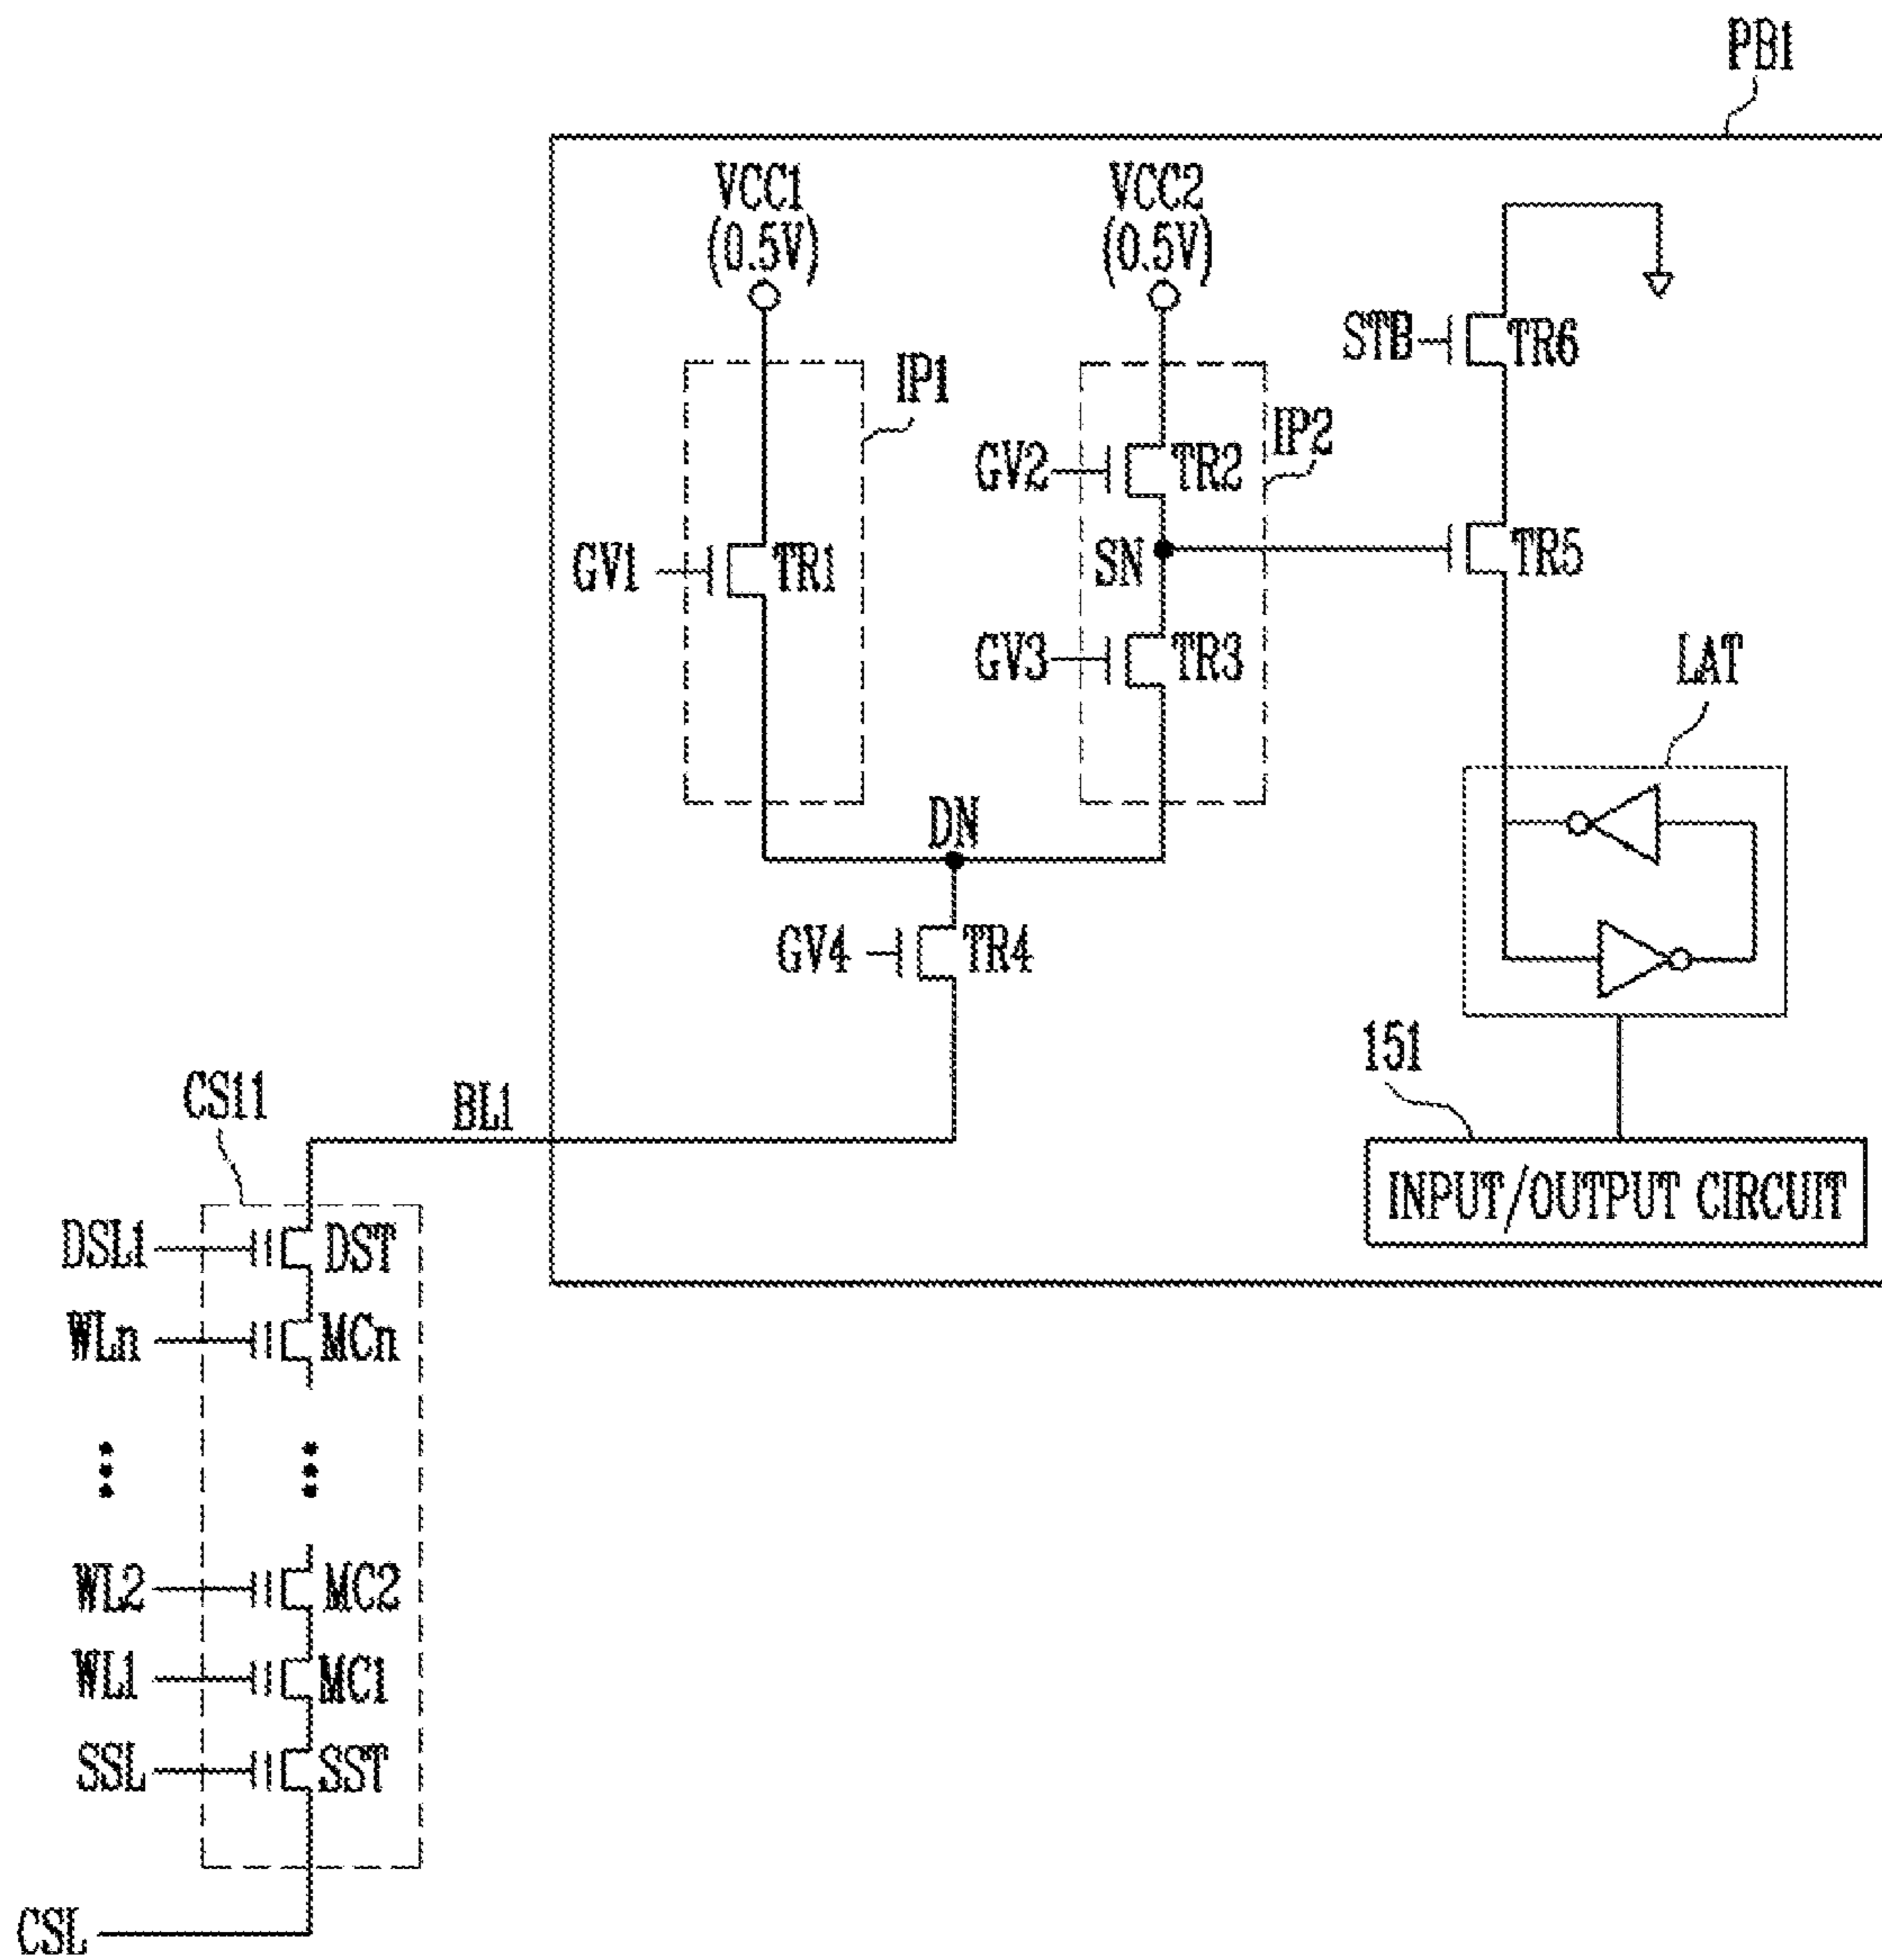 PB1
VCC1
(0.5V)
VCC2
(0.5V)
STB
TR6
IP1
IP2
GV2
TR2
GV1
TR1
SN
TR5
GV3
TR3
LAT
DN
GV4
TR4
151
CS11
BL1
INPUT/OUTPUT CIRCUIT
DSL1
DST
WLn
MCn
WL2
MC2
WL1
MC1
SSL
SST
CSL